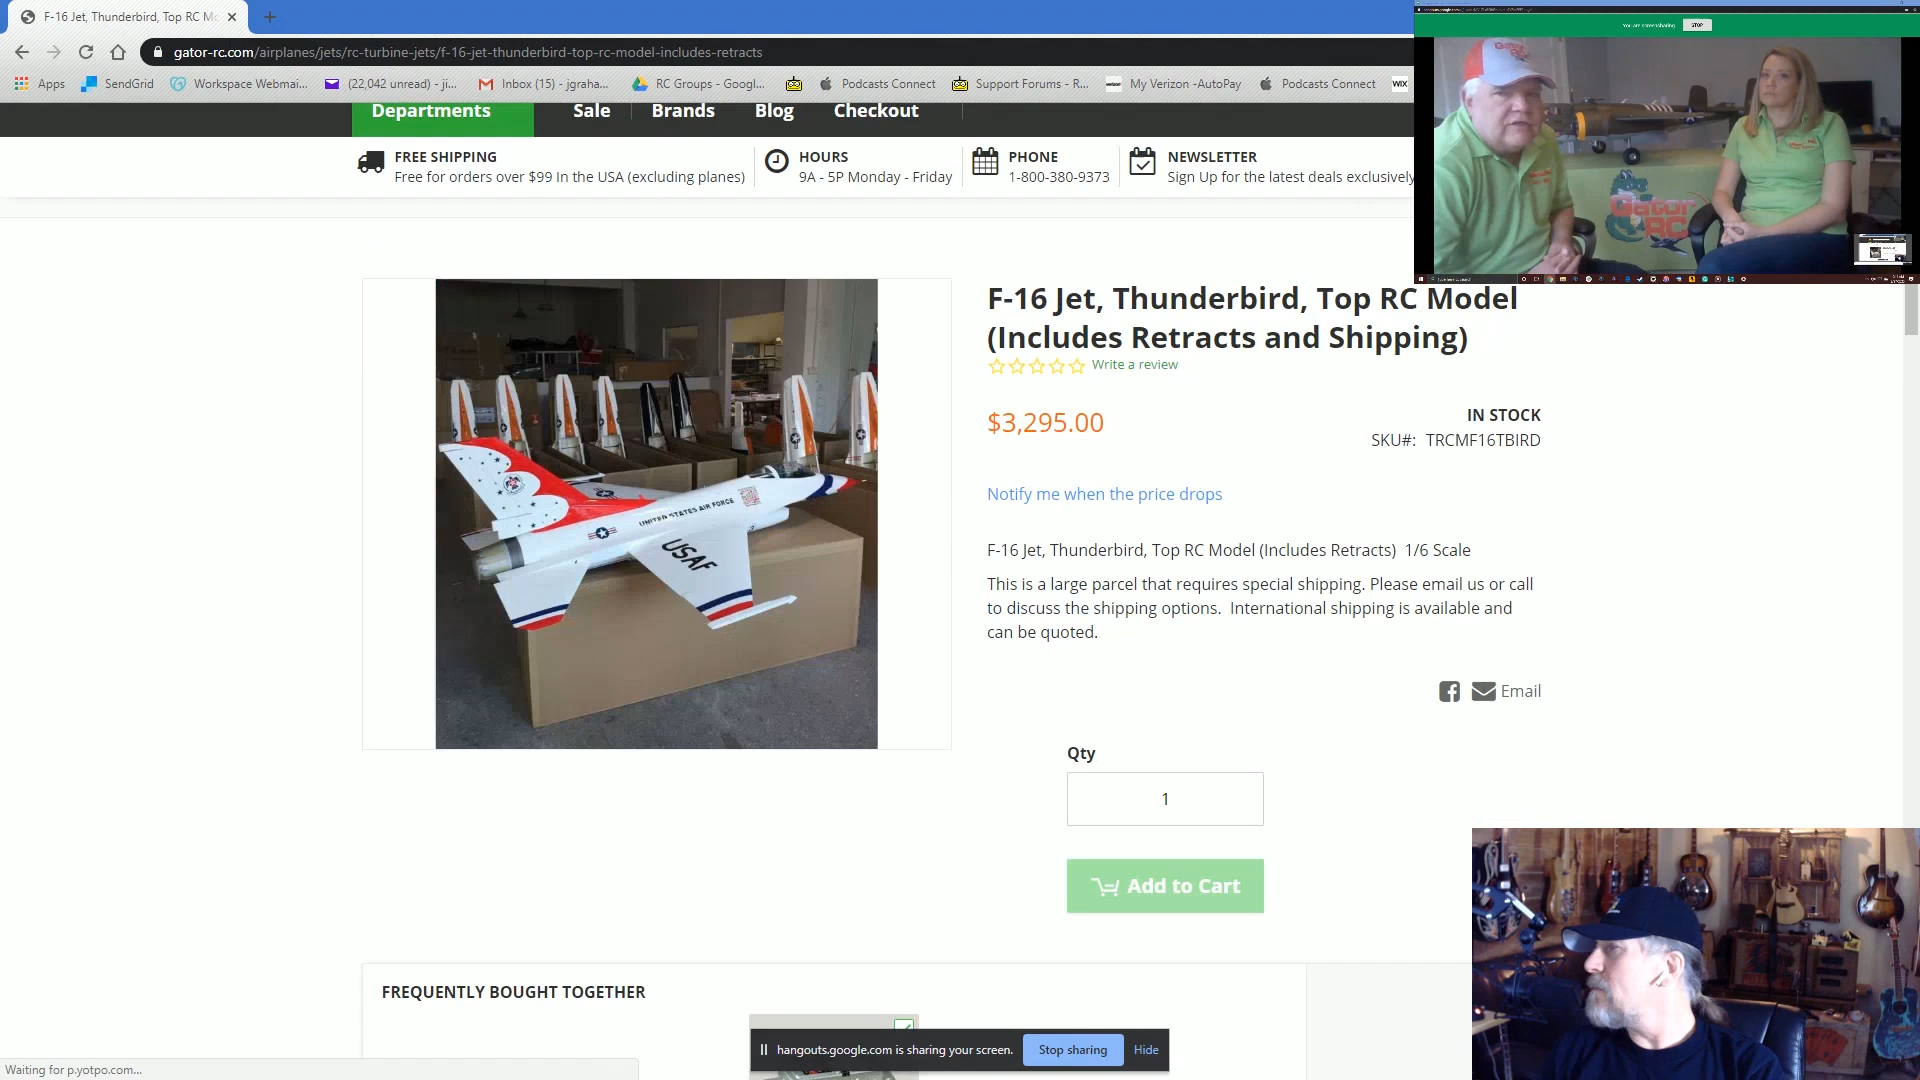 F-16 Jet, Thunderbird, Top RC Mo
gator-rc.com/airplanes/jets/rc-turbine-jets/f-16-jet-thunderbird-top-rc-model-includes-retracts
Apps SendGrid Workspace Webmai... (22,042 unread) - ji... Inbox (15) - jgraha... RC Groups - Googl... Podcasts Connect Support Forums - R... My Verizon -AutoPay Podcasts Connect WIX
You are screensharing STOP
Departments Sale Brands Blog Checkout
FREE SHIPPING
Free for orders over $99 In the USA (excluding planes)
HOURS
9A - 5P Monday - Friday
PHONE
1-800-380-9373
NEWSLETTER
Sign Up for the latest deals exclusively
Gator
RC
F-16 Jet, Thunderbird, Top RC Model
(Includes Retracts and Shipping)
Write a review
$3,295.00
IN STOCK
SKU#: TRCMF16TBIRD
Notify me when the price drops
F-16 Jet, Thunderbird, Top RC Model (Includes Retracts) 1/6 Scale
This is a large parcel that requires special shipping. Please email us or call
to discuss the shipping options. International shipping is available and
can be quoted.
UNITED STATES AIR FORCE
USAF
Email
Qty
1
Add to Cart
FREQUENTLY BOUGHT TOGETHER
hangouts.google.com is sharing your screen. Stop sharing Hide
Waiting for p.yotpo.com...